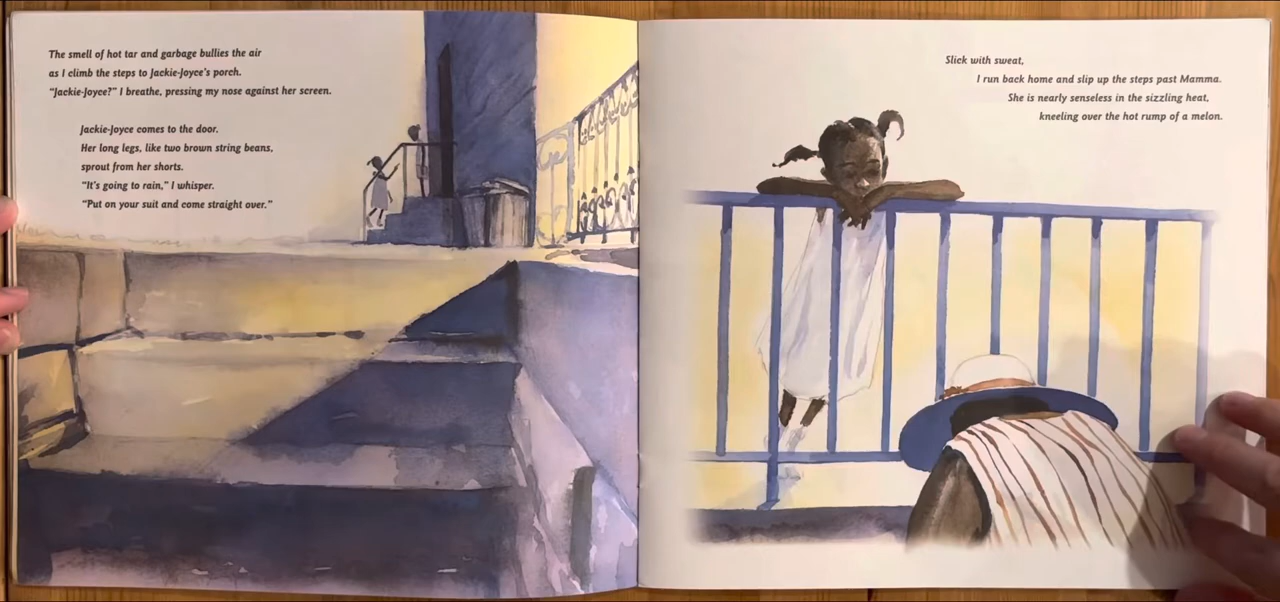 The smell of hot tar and garbage bullies the air
as I climb the steps to Jackie-Joyce's porch.
"Jackie-Joyce?" I breathe, pressing my nose against her screen.
Jackie-Joyce comes to the door.
Her long legs, like two brown string beans,
sprout from her shorts.
"It's going to rain," I whisper.
"Put on your suit and come straight over."
Slick with sweat,
I run back home and slip up the steps past Mamma.
She is nearly senseless in the sizzling heat,
kneeling over the hot rump of a melon.